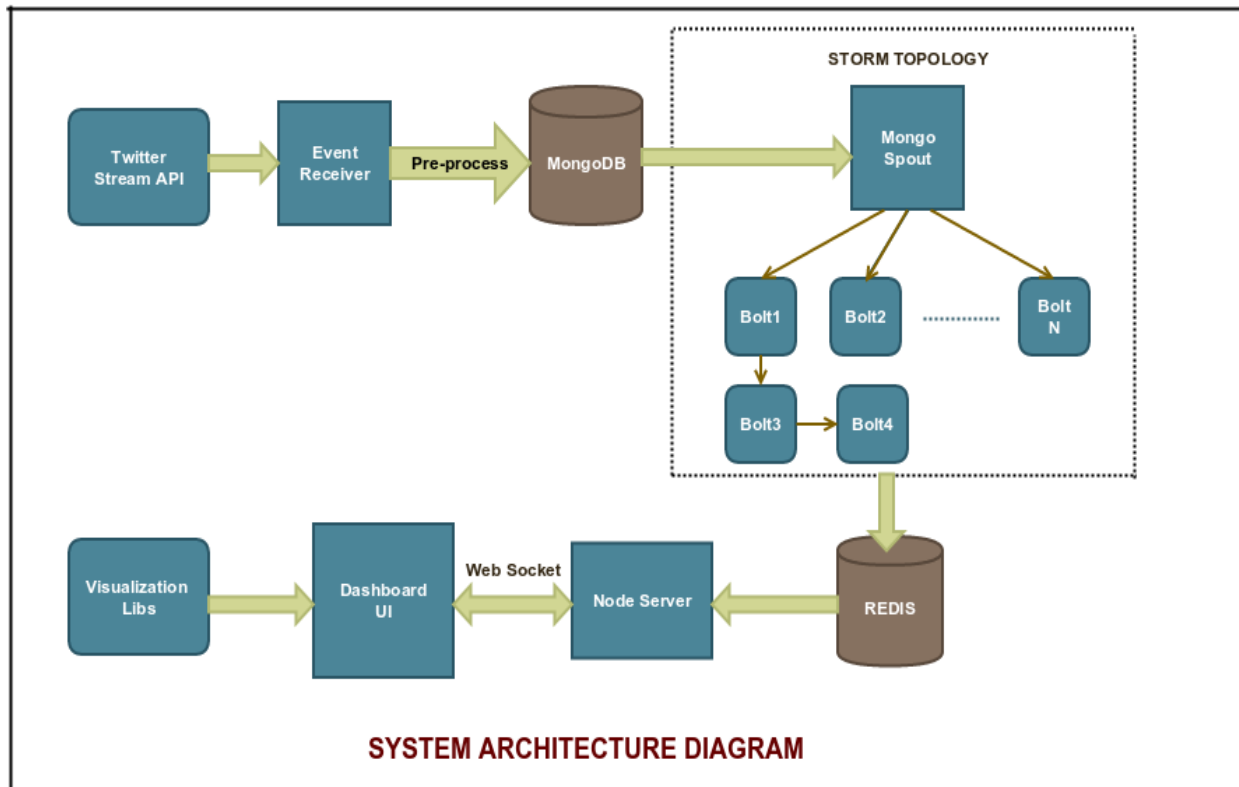 STORM TOPOLOGY
Twitter
Stream API
Event
Receiver
Pre-process
MongoDB
Mongo
Spout
Bolt1
Bolt2
Bolt
N
Bolt3
Bolt4
Visualization
Libs
Dashboard
UI
Web Socket
Node Server
REDIS
SYSTEM ARCHITECTURE DIAGRAM